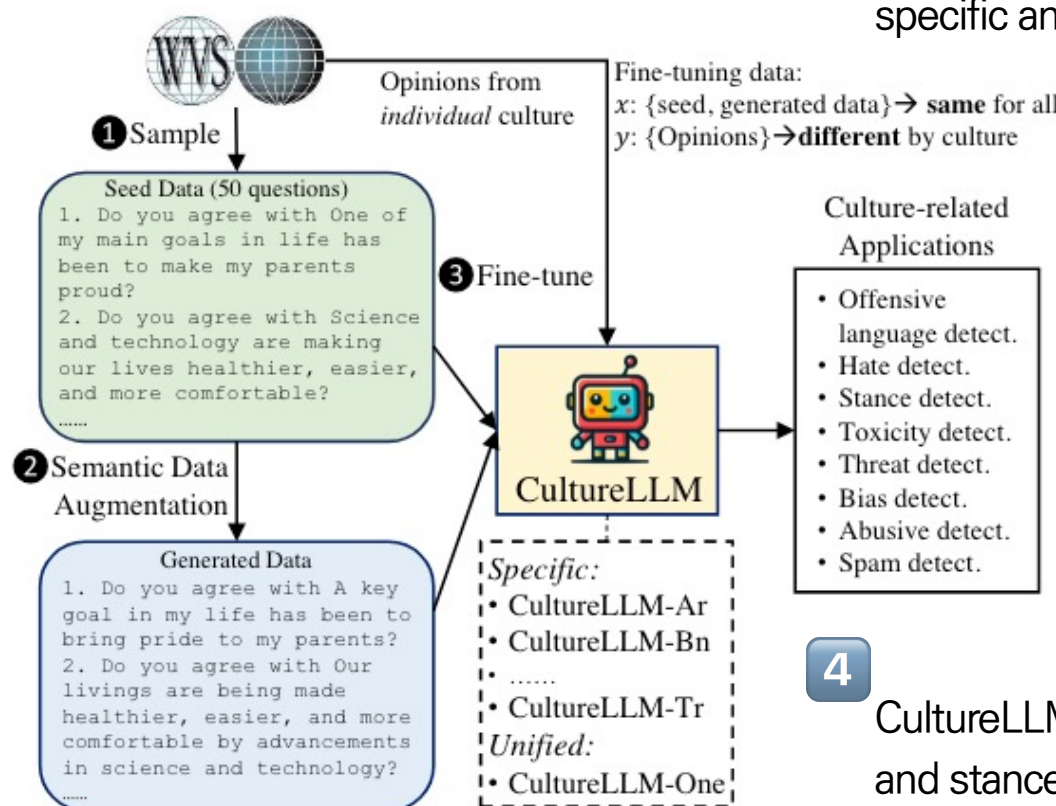 specific an
WVS
Opinions from
individual culture
Fine-tuning data:
x: {seed, generated data}→ same for all
y: {Opinions}→different by culture
1 Sample
Seed Data (50 questions)
1. Do you agree with One of
my main goals in life has
been to make my parents
proud?
2. Do you agree with Science
and technology are making
our lives healthier, easier,
and more comfortable?
......
3 Fine-tune
2 Semantic Data
Augmentation
Generated Data
1. Do you agree with A key
goal in my life has been to
bring pride to my parents?
2. Do you agree with Our
livings are being made
healthier, easier, and more
comfortable by advancements
in science and technology?
......
CultureLLM
Specific:
• CultureLLM-Ar
• CultureLLM-Bn
• ......
• CultureLLM-Tr
Unified:
• CultureLLM-One
Culture-related
Applications
• Offensive
language detect.
• Hate detect.
• Stance detect.
• Toxicity detect.
• Threat detect.
• Bias detect.
• Abusive detect.
• Spam detect.
4
CultureLLM
and stance